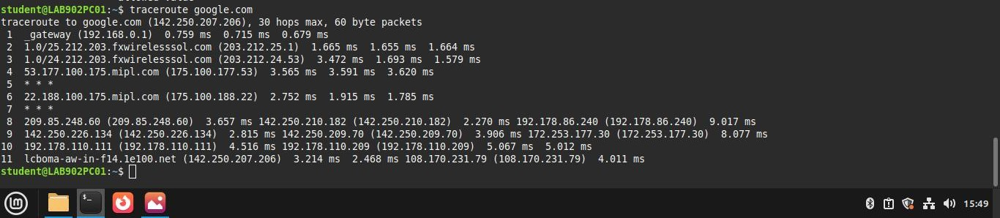 student@LAB902PC01:~$ traceroute google.com
traceroute to google.com (142.250.207.206), 30 hops max, 60 byte packets
 1  _gateway (192.168.0.1)  0.759 ms  0.715 ms  0.679 ms
 2  1.0/25.212.203.fxwirelesssol.com (203.212.25.1)  1.665 ms  1.655 ms  1.664 ms
 3  1.0/24.212.203.fxwirelesssol.com (203.212.24.53)  3.472 ms  1.693 ms  1.579 ms
 4  53.177.100.175.mipl.com (175.100.177.53)  3.565 ms  3.591 ms  3.620 ms
 5  * * *
 6  22.188.100.175.mipl.com (175.100.188.22)  2.752 ms  1.915 ms  1.785 ms
 7  * * *
 8  209.85.248.60 (209.85.248.60)  3.657 ms 142.250.210.182 (142.250.210.182)  2.270 ms 192.178.86.240 (192.178.86.240)  9.017 ms
 9  142.250.226.134 (142.250.226.134)  2.815 ms 142.250.209.70 (142.250.209.70)  3.906 ms 172.253.177.30 (172.253.177.30)  8.077 ms
10  192.178.110.111 (192.178.110.111)  4.516 ms 192.178.110.209 (192.178.110.209)  5.067 ms  5.012 ms
11  lcboma-aw-in-f14.1e100.net (142.250.207.206)  3.214 ms  2.468 ms 108.170.231.79 (108.170.231.79)  4.011 ms
student@LAB902PC01:~$
15:49